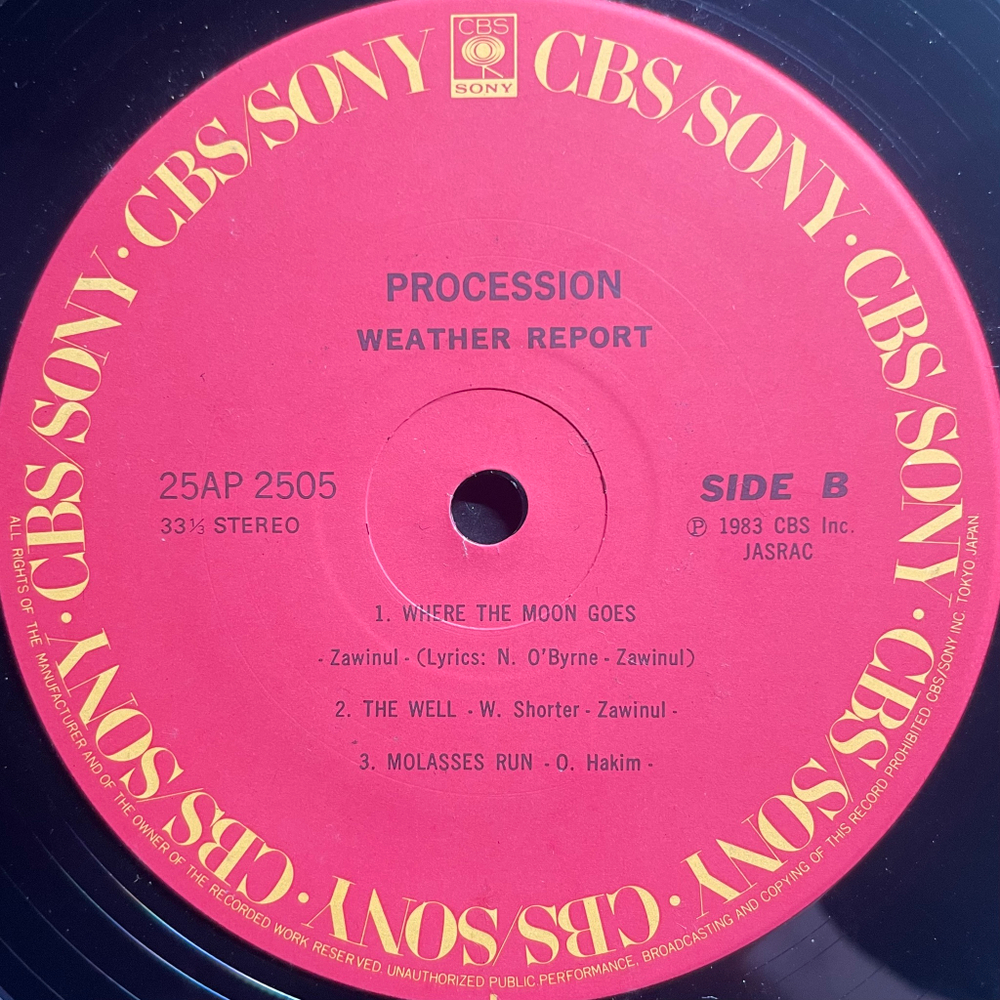 CBS
SONY
CBS/SONY · CBS/SONY · CBS/SONY · CBS/SONY · CBS/SONY · CBS/SONY · CBS/SONY · CBS/SONY
PROCESSION
WEATHER REPORT
25AP 2505
33⅓ STEREO
SIDE B
Ⓟ 1983 CBS Inc.
JASRAC
1. WHERE THE MOON GOES
- Zawinul - (Lyrics: N. O'Byrne - Zawinul)
2. THE WELL - W. Shorter - Zawinul -
3. MOLASSES RUN - O. Hakim -
ALL RIGHTS OF THE MANUFACTURER AND OF THE OWNER OF THE RECORDED WORK RESERVED. UNAUTHORIZED PUBLIC PERFORMANCE, BROADCASTING AND COPYING OF THIS RECORD PROHIBITED. CBS/SONY INC. TOKYO, JAPAN